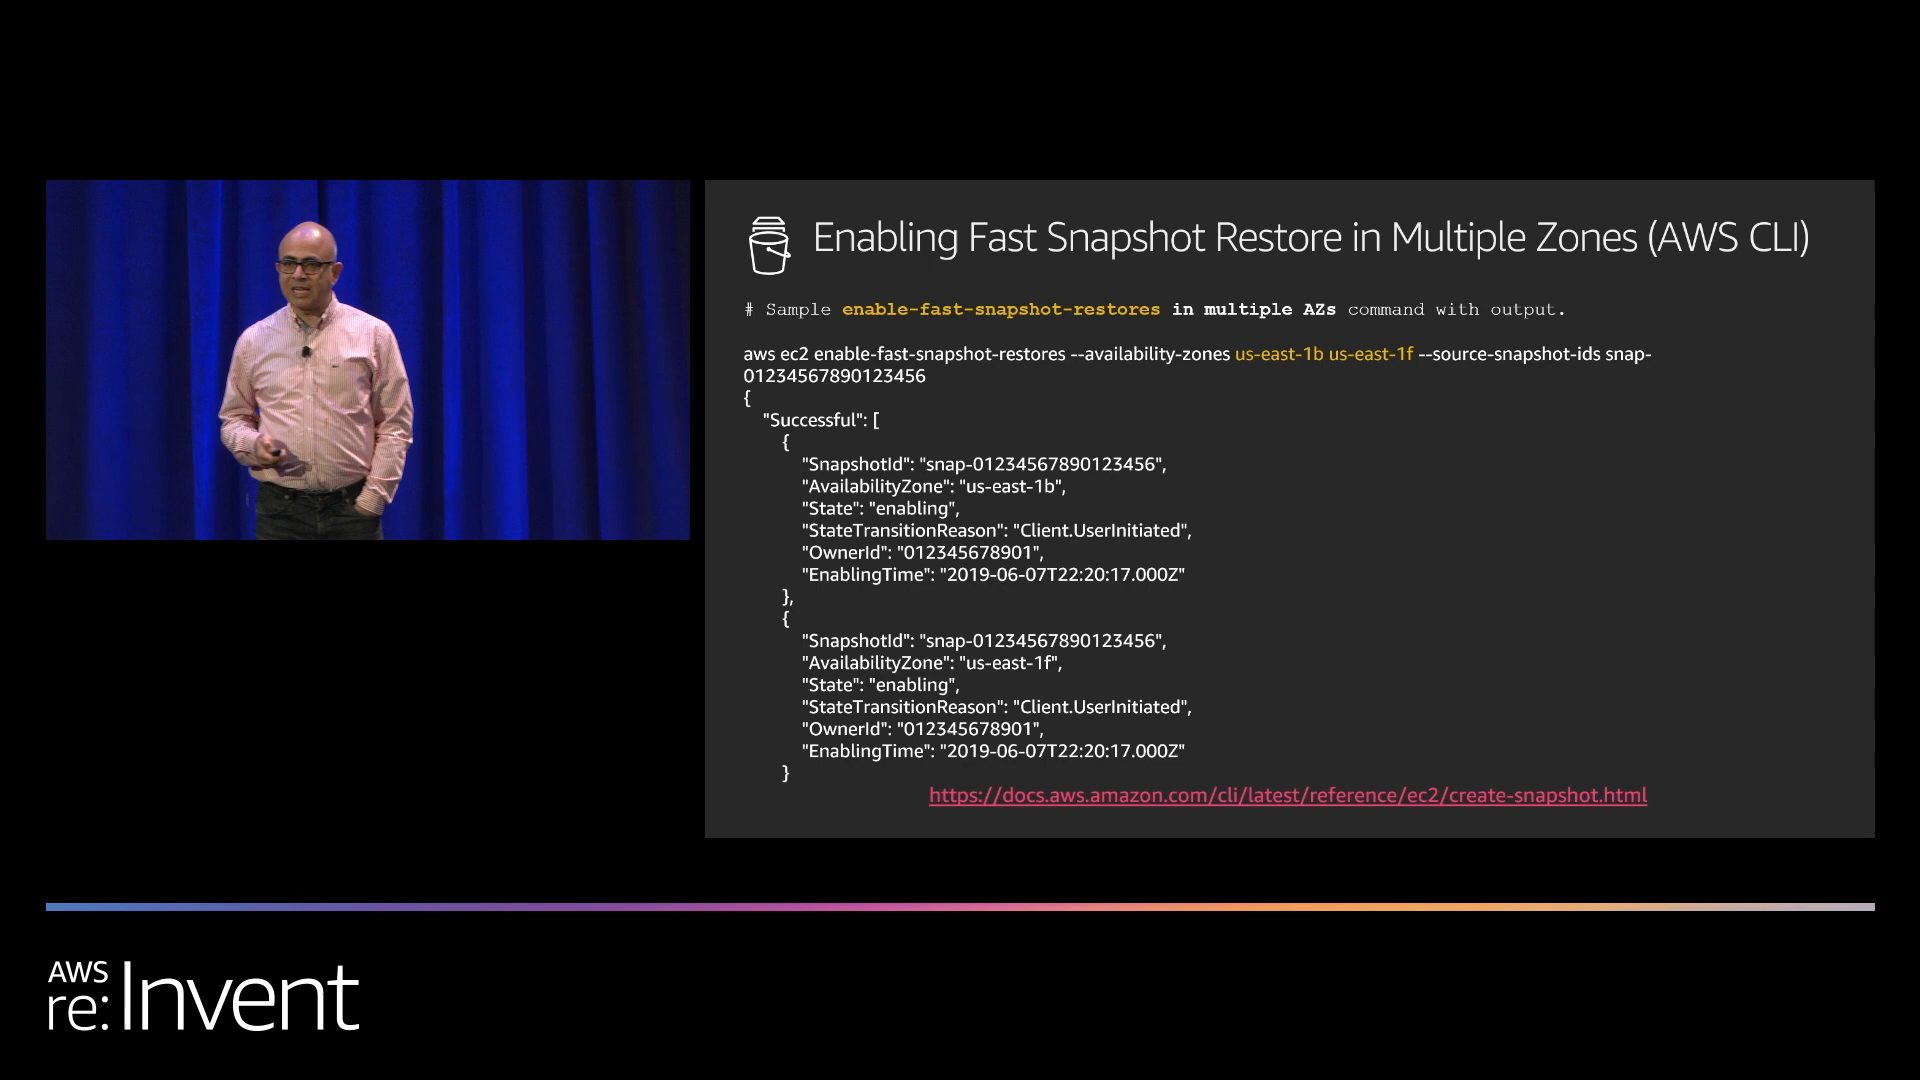 Enabling Fast Snapshot Restore in Multiple Zones (AWS CLI)
# Sample enable-fast-snapshot-restores in multiple AZs command with output.
aws ec2 enable-fast-snapshot-restores --availability-zones us-east-1b us-east-1f --source-snapshot-ids snap-
01234567890123456
{
"Successful": [
{
"SnapshotId": "snap-01234567890123456",
"AvailabilityZone": "us-east-1b",
"State": "enabling",
"StateTransitionReason": "Client.UserInitiated",
"OwnerId": "012345678901",
"EnablingTime": "2019-06-07T22:20:17.000Z"
},
{
"SnapshotId": "snap-01234567890123456",
"AvailabilityZone": "us-east-1f",
"State": "enabling",
"StateTransitionReason": "Client.UserInitiated",
"OwnerId": "012345678901",
"EnablingTime": "2019-06-07T22:20:17.000Z"
}
https://docs.aws.amazon.com/cli/latest/reference/ec2/create-snapshot.html
AWS
re:Invent